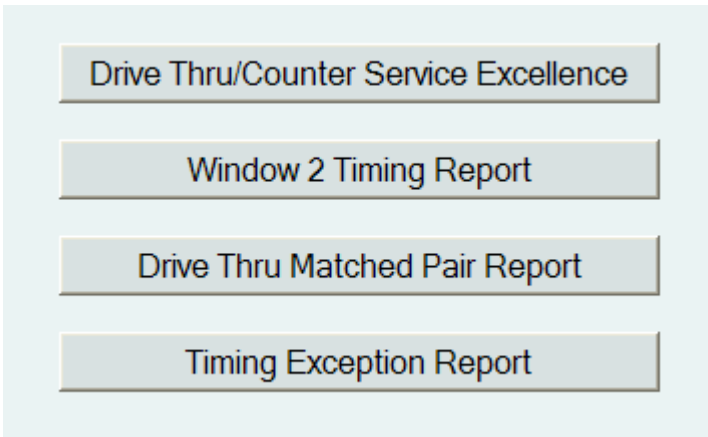 Drive Thru/Counter Service Excellence
Window 2 Timing Report
Drive Thru Matched Pair Report
Timing Exception Report